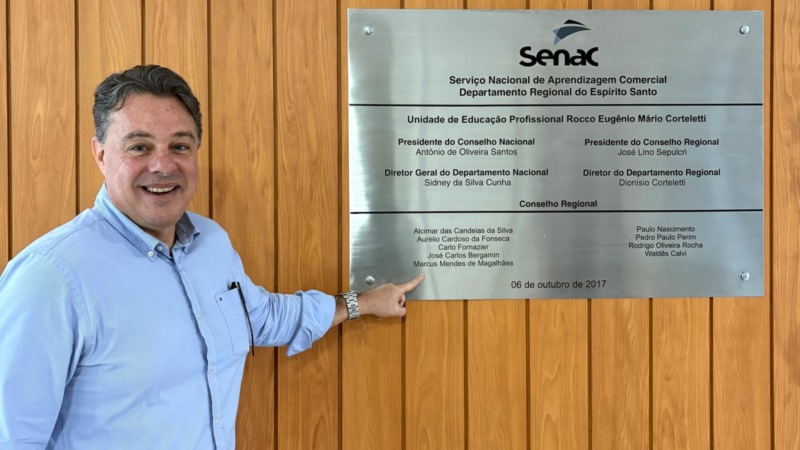 Senac
Serviço Nacional de Aprendizagem Comercial
Departamento Regional do Espírito Santo
Unidade de Educação Profissional Rocco Eugênio Mário Corteletti
Presidente do Conselho Nacional
Antônio de Oliveira Santos
Presidente do Conselho Regional
José Lino Sepulcri
Diretor Geral do Departamento Nacional
Sidney da Silva Cunha
Diretor do Departamento Regional
Dionísio Corteletti
Conselho Regional
Alcimar das Candeias da Silva
Aurélio Cardoso da Fonseca
Carlo Fornazier
José Carlos Bergamin
Marcus Mendes de Magalhães
Paulo Nascimento
Pedro Paulo Perim
Rodrigo Oliveira Rocha
Waldês Calvi
06 de outubro de 2017